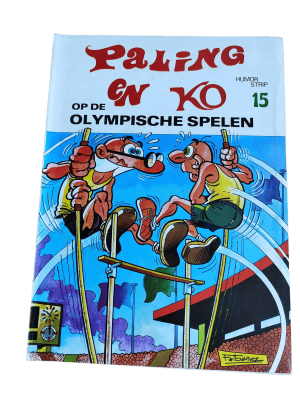 PaLiNG
eN KO
HUMOR
STRIP
15
OP DE
OLYMPISCHE SPELEN